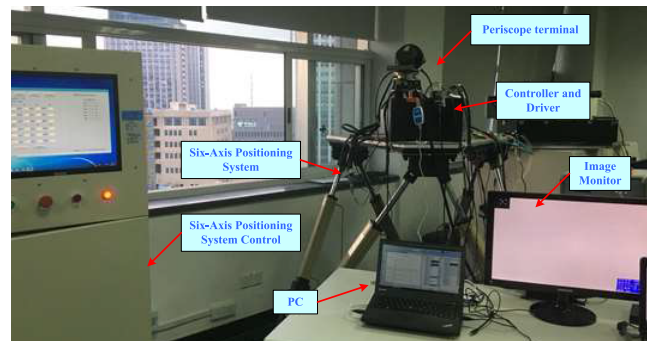 Periscope terminal
Controller and
Driver
Six-Axis Positioning
System
Image
Monitor
Six-Axis Positioning
System Control
PC